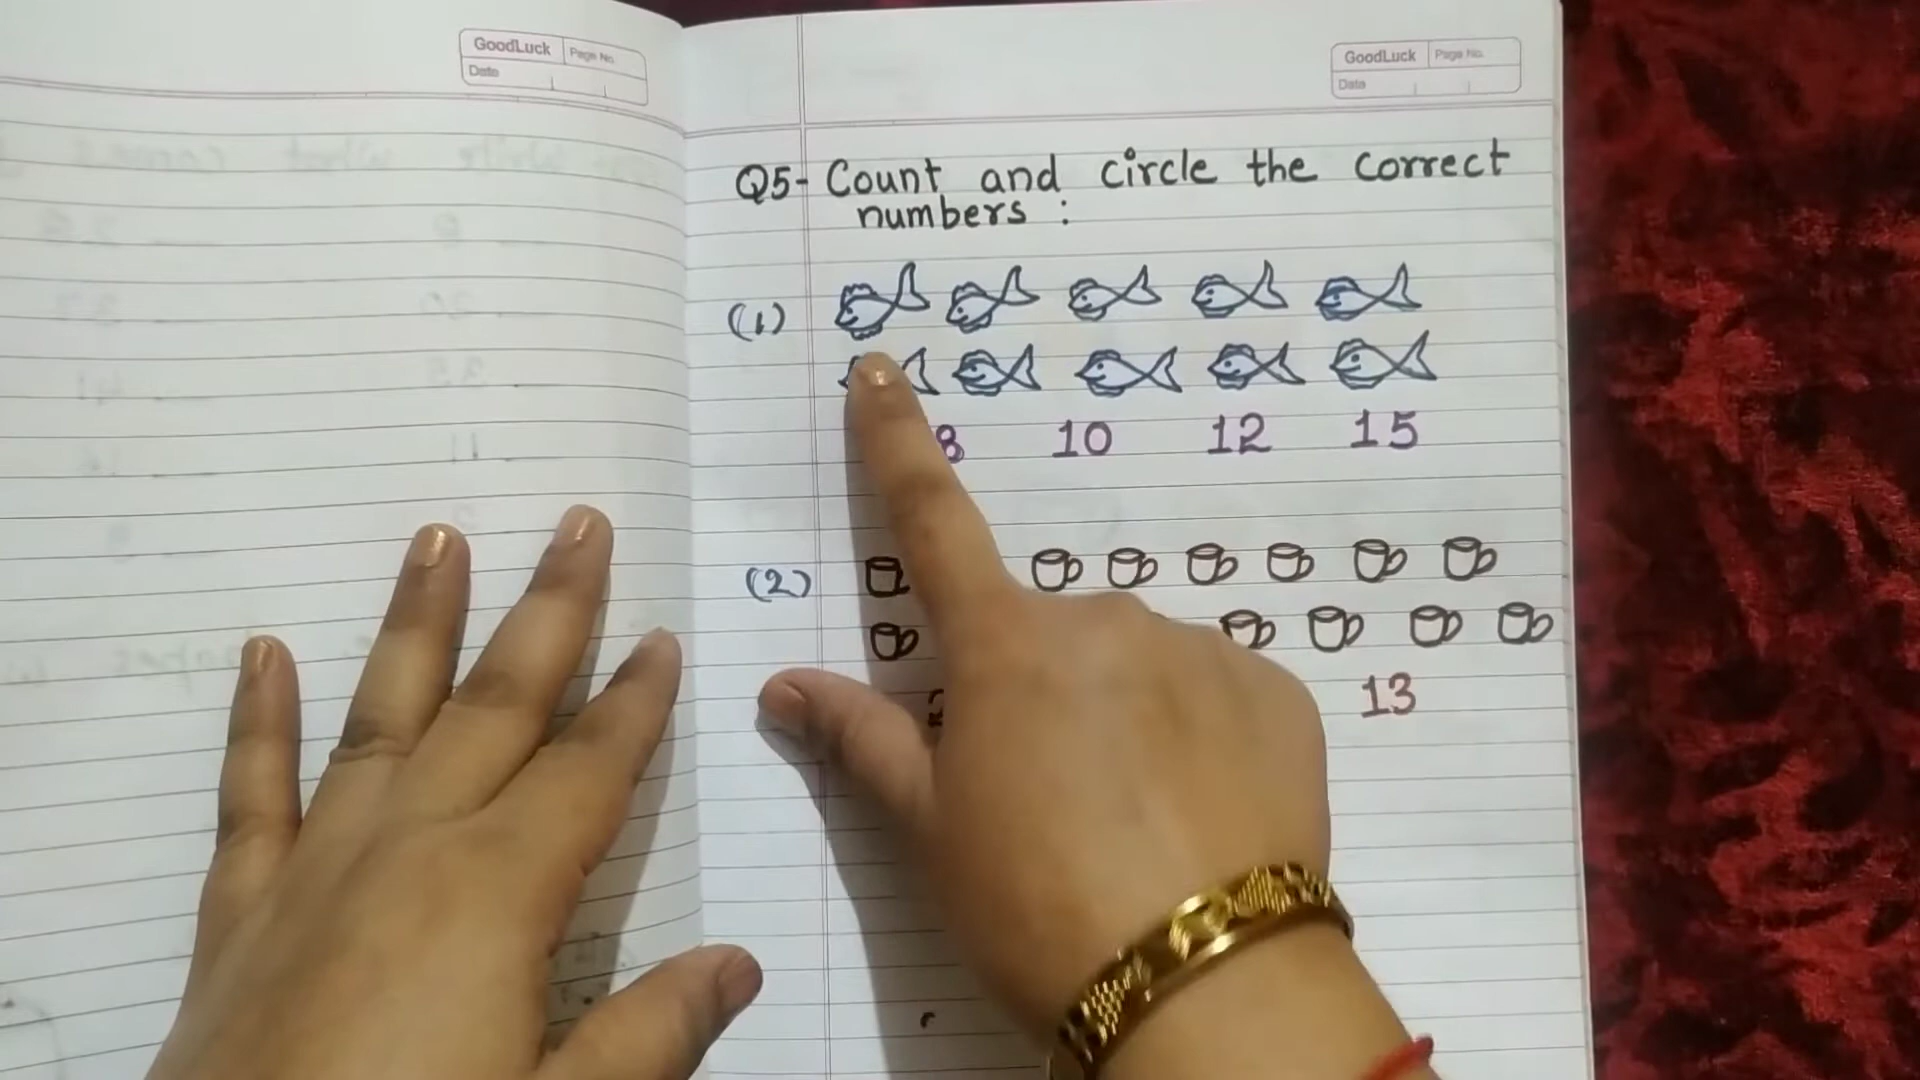 GoodLuck Page No.
Date
GoodLuck Page No.
Date
Q5- Count and circle the correct
numbers :
(1)
8 10 12 15
(2)
13